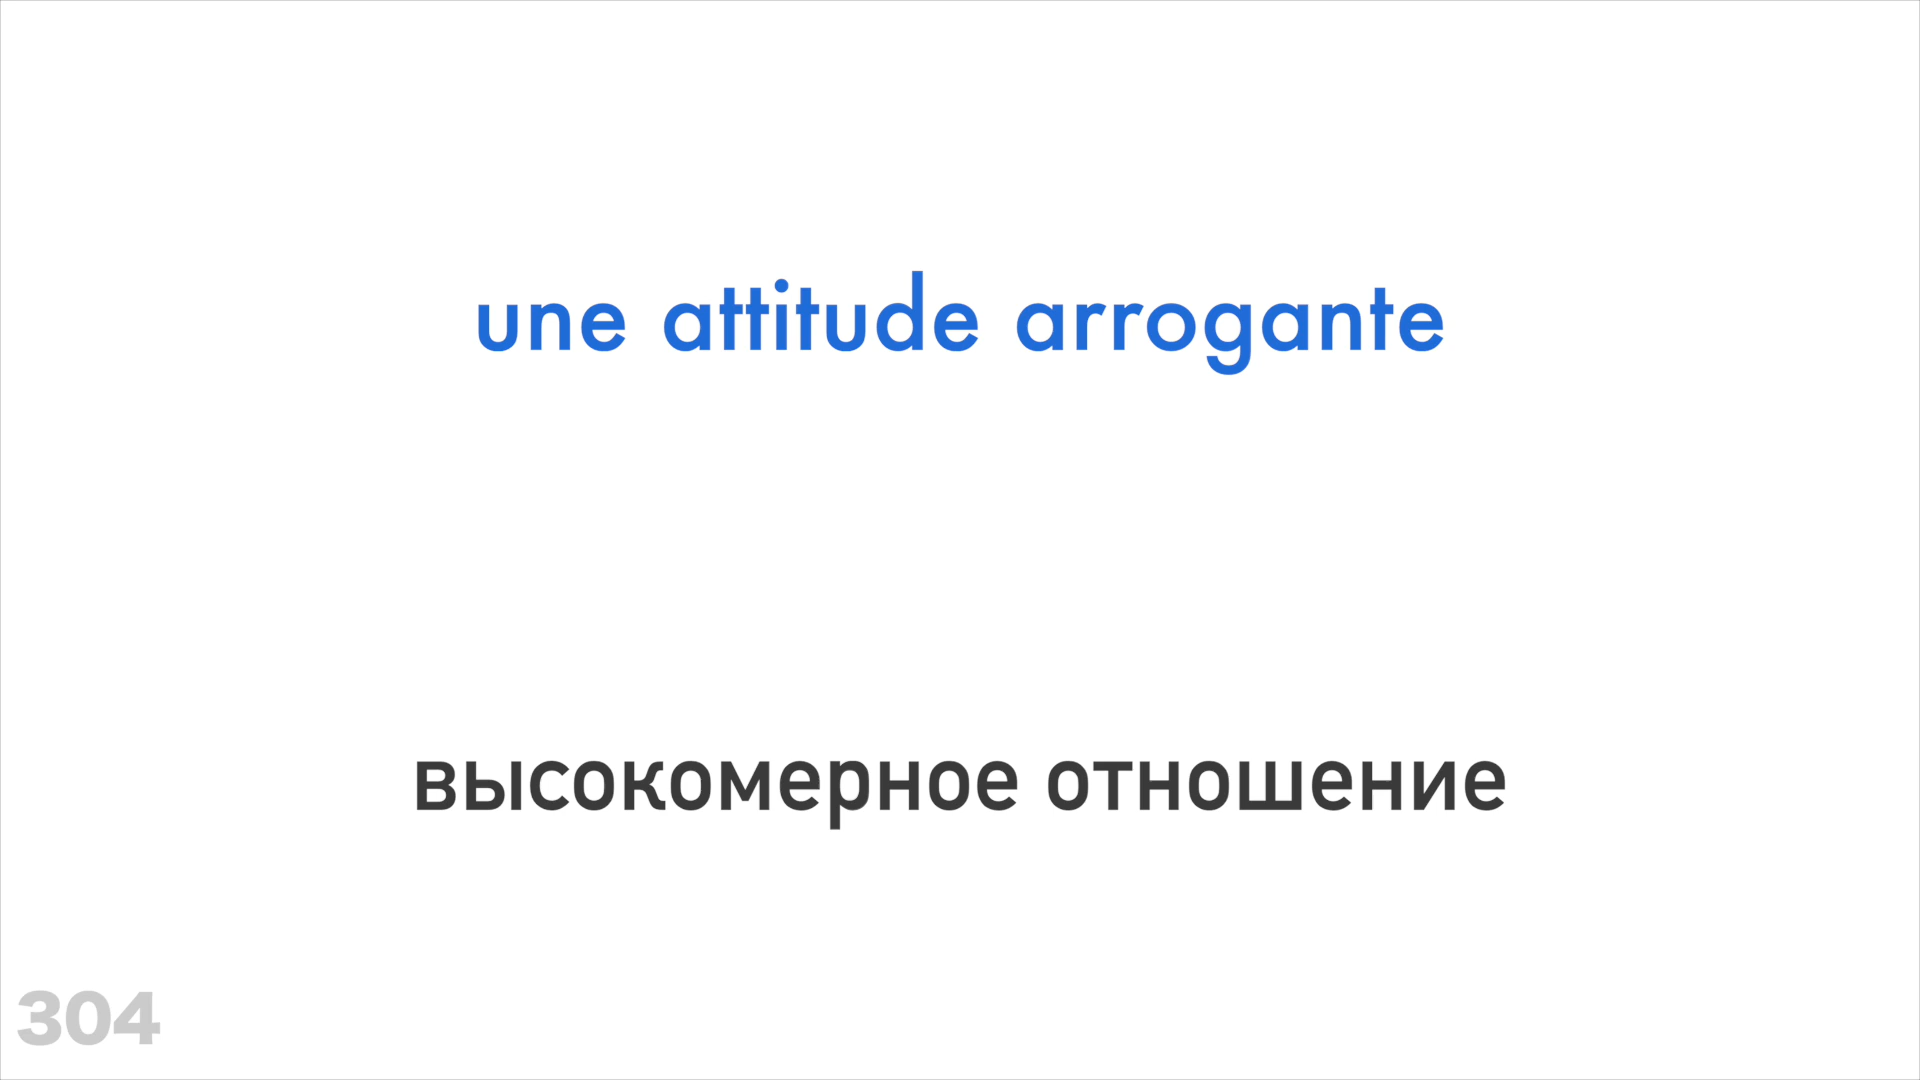 une attitude arrogante
высокомерное отношение
304